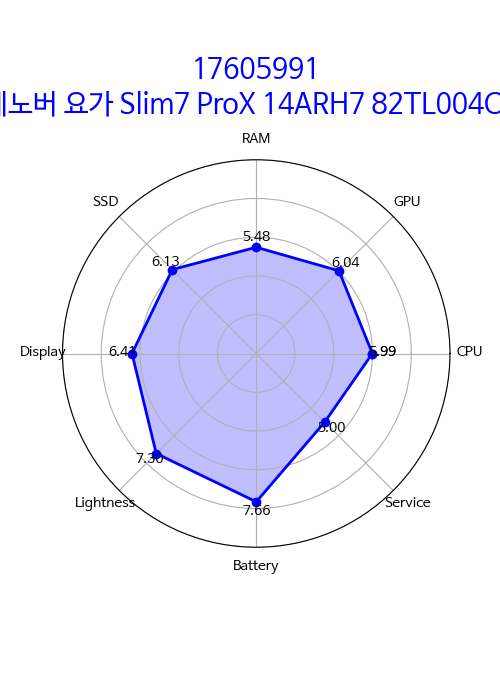 17605991
레노버 요가 Slim7 ProX 14ARH7 82TL004C
RAM
SSD
GPU
5.48
6.13
6.04
Display
6.41
5.99
CPU
7.30
5.00
Lightness
Service
7.66
Battery